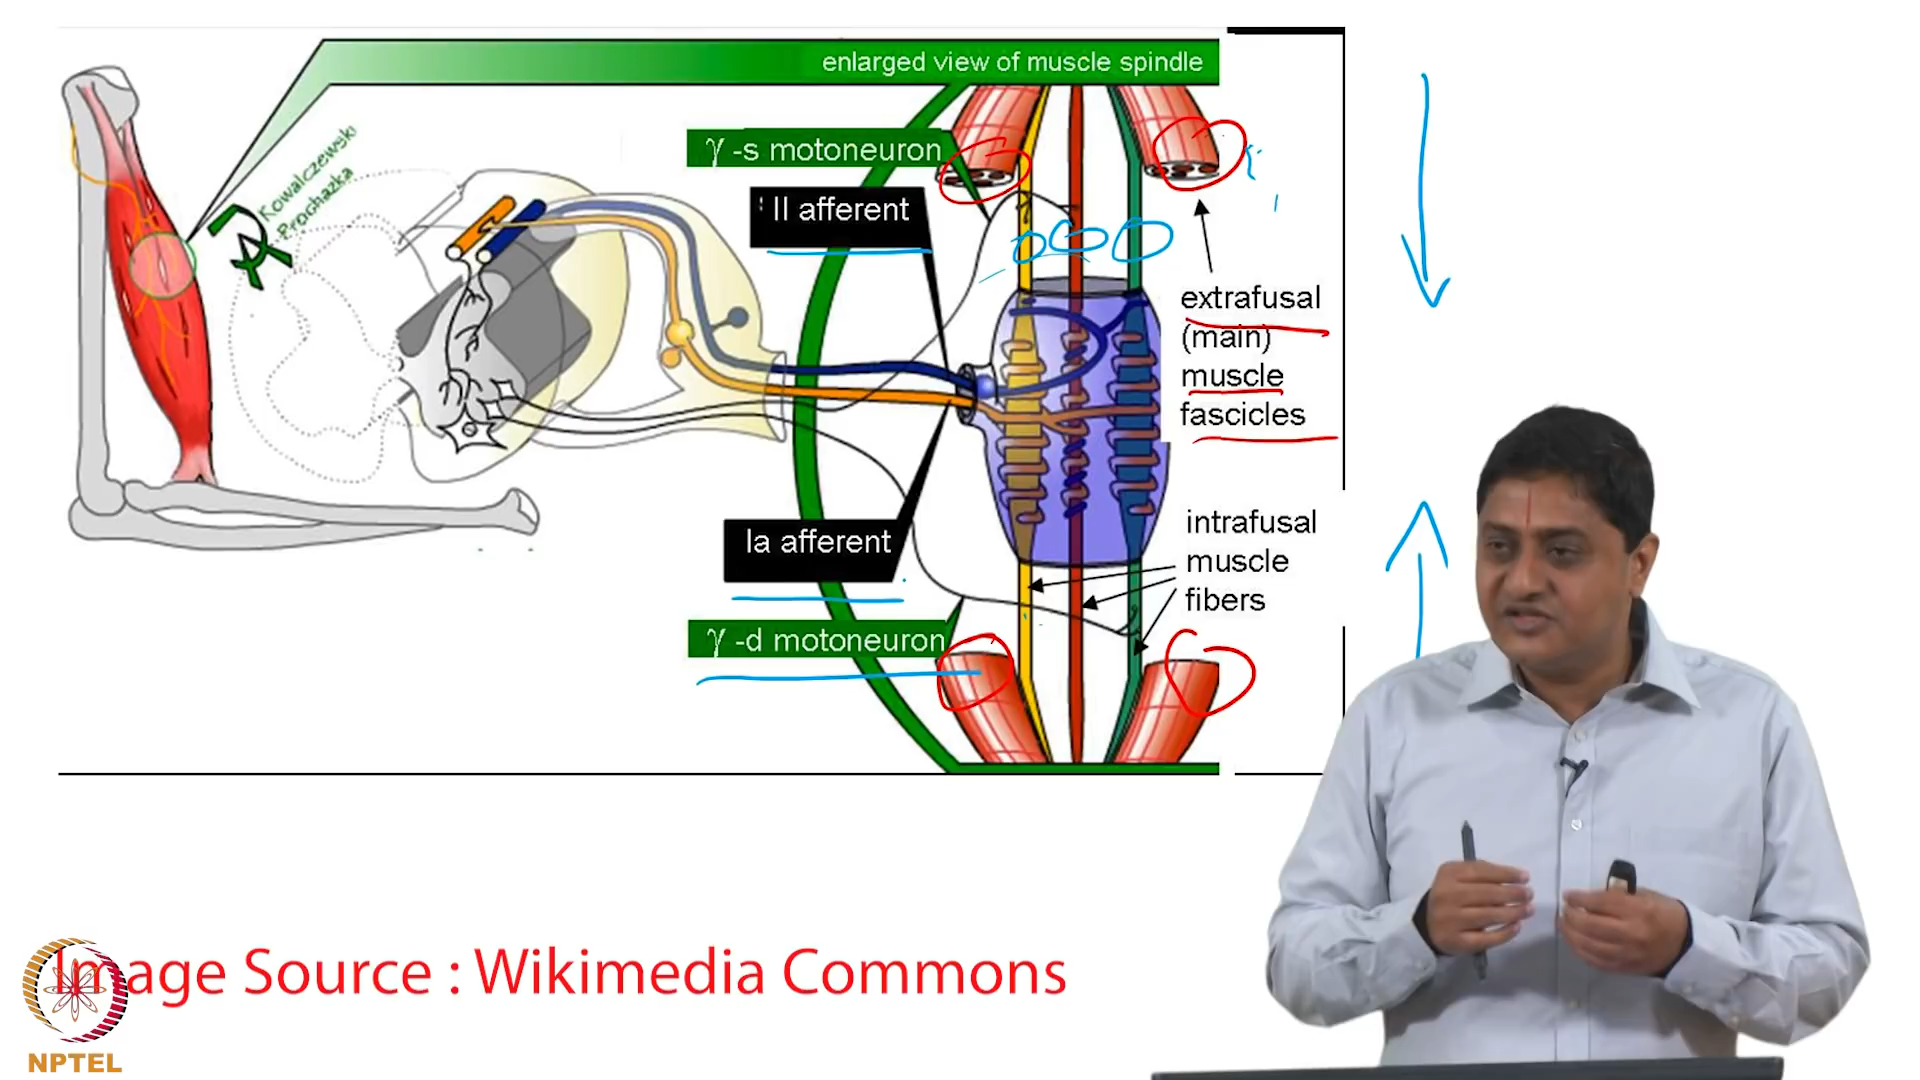 enlarged view of muscle spindle
Kowalczewski
Prochazka
γ -s motoneuron
II afferent
extrafusal
(main)
muscle
fascicles
Ia afferent
intrafusal
muscle
fibers
γ -d motoneuron
Image Source : Wikimedia Commons
NPTEL